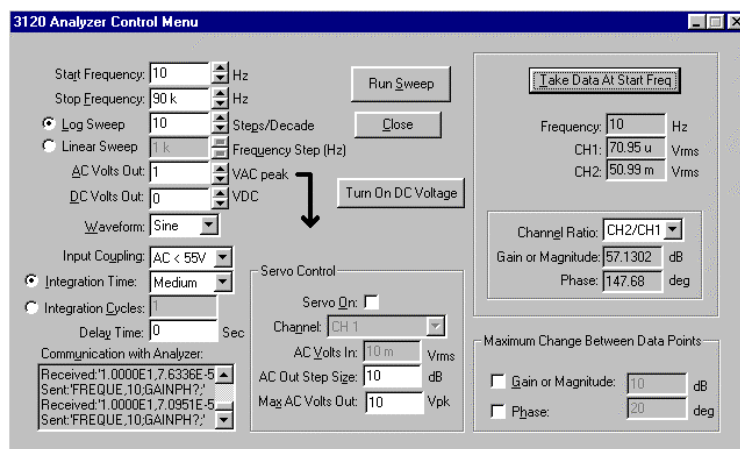 3120 Analyzer Control Menu
Start Frequency: 10 Hz
Stop Frequency: 90 k Hz
Log Sweep 10 Steps/Decade
Linear Sweep 1 k Frequency Step (Hz)
AC Volts Out: 1 VAC peak
DC Volts Out: 0 VDC
Waveform: Sine
Input Coupling: AC < 55V
Integration Time: Medium
Integration Cycles: 1
Delay Time: 0 Sec
Communication with Analyzer:
Received:'1.0000E1,7.6336E-5
Sent:'FREQUE,10;GAINPH?;'
Received:'1.0000E1,7.0951E-5
Sent:'FREQUE,10;GAINPH?;'
Run Sweep
Close
Turn On DC Voltage
Servo Control
Servo On:
Channel: CH 1
AC Volts In: 10 m Vrms
AC Out Step Size: 10 dB
Max AC Volts Out: 10 Vpk
Take Data At Start Freq
Frequency: 10 Hz
CH1: 70.95 u Vrms
CH2: 50.99 m Vrms
Channel Ratio: CH2/CH1
Gain or Magnitude: 57.1302 dB
Phase: 147.68 deg
Maximum Change Between Data Points
Gain or Magnitude: 10 dB
Phase: 20 deg